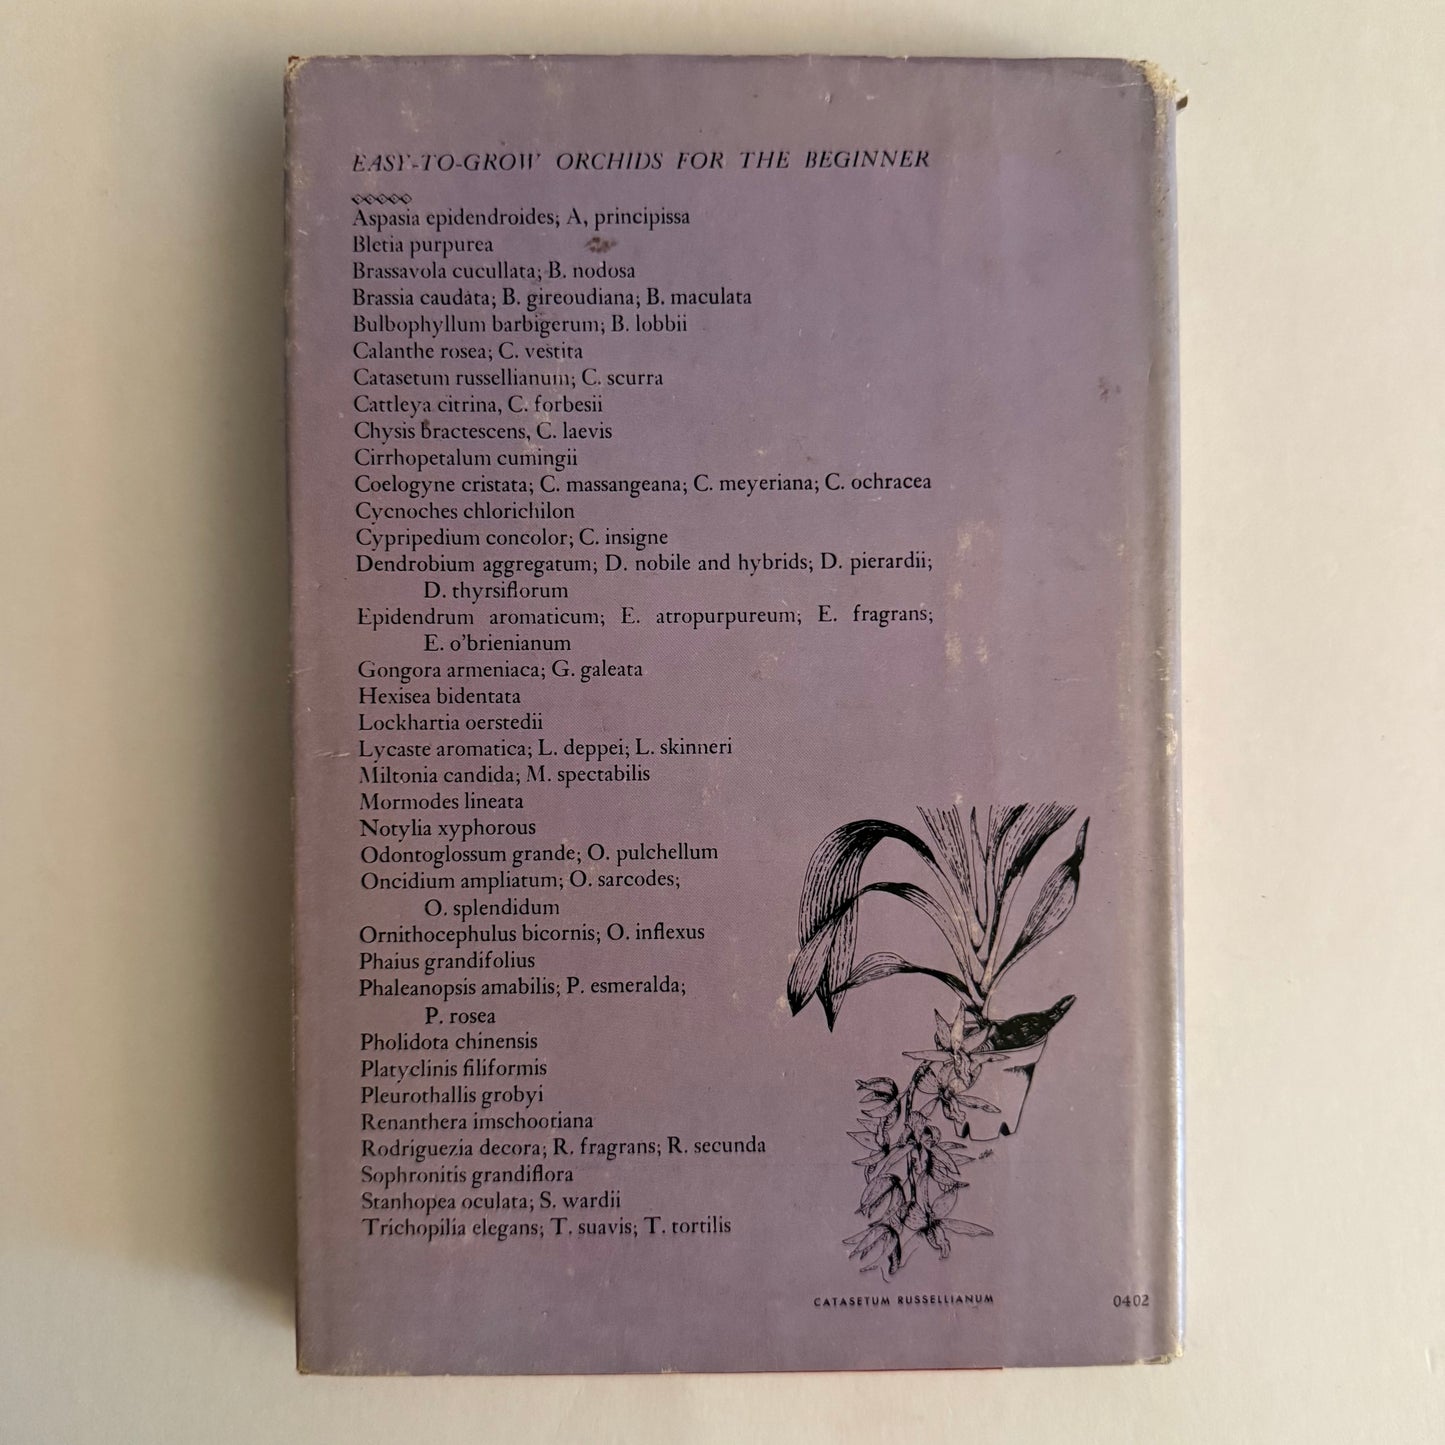 EASY-TO-GROW ORCHIDS FOR THE BEGINNER
Aspasia epidendroides; A, principissa
Bletia purpurea
Brassavola cucullata; B. nodosa
Brassia caudata; B. gireoudiana; B. maculata
Bulbophyllum barbigerum; B. lobbii
Calanthe rosea; C. vestita
Catasetum russellianum; C. scurra
Cattleya citrina, C. forbesii
Chysis bractescens, C. laevis
Cirrhopetalum cumingii
Coelogyne cristata; C. massangeana; C. meyeriana; C. ochracea
Cycnoches chlorichilon
Cypripedium concolor; C. insigne
Dendrobium aggregatum; D. nobile and hybrids; D. pierardii;
D. thyrsiflorum
Epidendrum aromaticum; E. atropurpureum; E. fragrans;
E. o'brienianum
Gongora armeniaca; G. galeata
Hexisea bidentata
Lockhartia oerstedii
Lycaste aromatica; L. deppei; L. skinneri
Miltonia candida; M. spectabilis
Mormodes lineata
Notylia xyphorous
Odontoglossum grande; O. pulchellum
Oncidium ampliatum; O. sarcodes;
O. splendidum
Ornithocephulus bicornis; O. inflexus
Phaius grandifolius
Phaleanopsis amabilis; P. esmeralda;
P. rosea
Pholidota chinensis
Platyclinis filiformis
Pleurothallis grobyi
Renanthera imschootiana
Rodriguezia decora; R. fragrans; R. secunda
Sophronitis grandiflora
Stanhopea oculata; S. wardii
Trichopilia elegans; T. suavis; T. tortilis
CATASETUM RUSSELLIANUM
0402